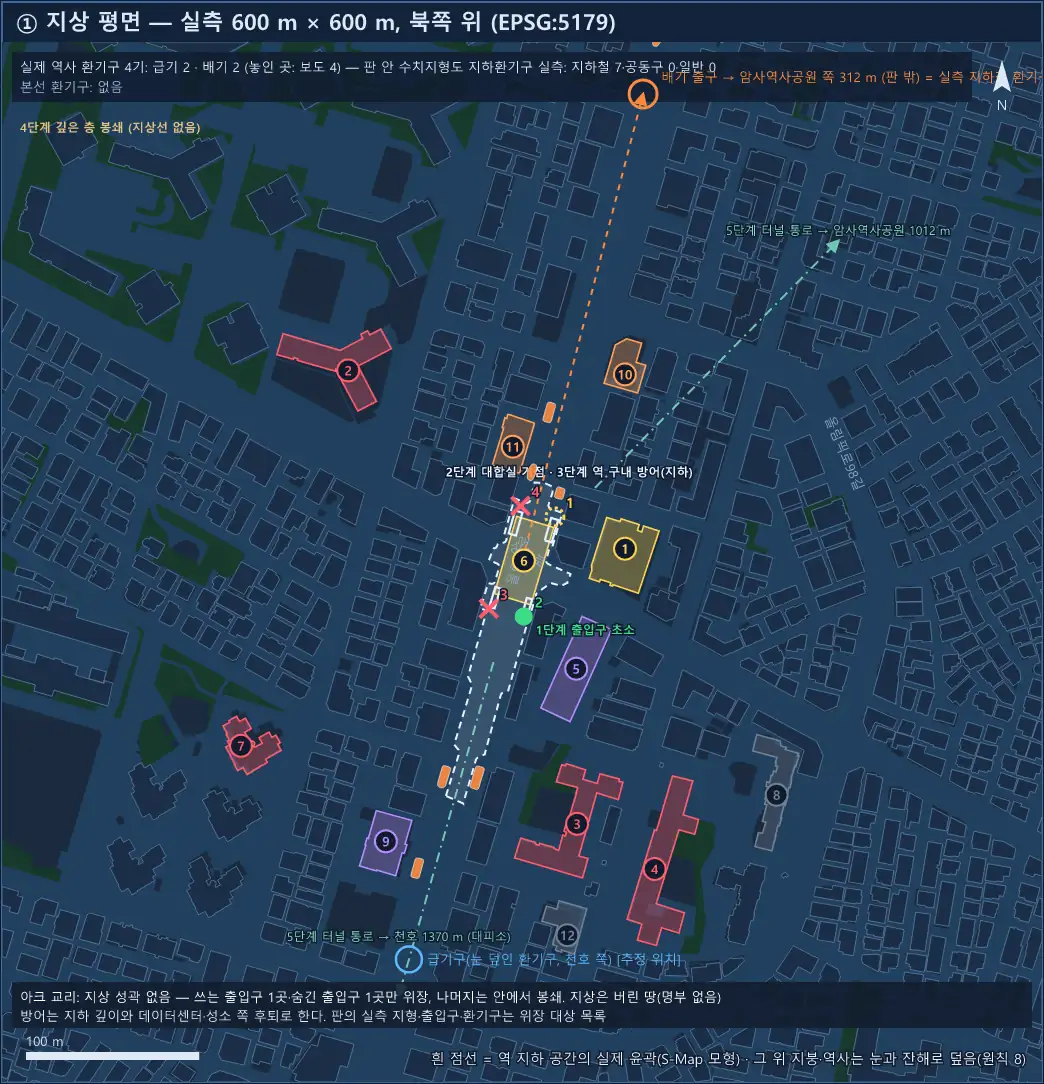 ① 지상 평면 — 실측 600 m × 600 m, 북쪽 위 (EPSG:5179)
실제 역사 환기구 4기: 급기 2 · 배기 2 (놓인 곳: 보도 4) — 판 안 수치지형도 지하환기구 실측: 지하철 7·공동구 0·일반 0
배기 출구 → 암사역사공원 쪽 312 m (판 밖) = 실측 지하철 환기
본선 환기구: 없음
N
4단계 깊은 층 봉쇄 (지상선 없음)
5단계 터널 통로 → 암사역사공원 1012 m
2
10
올림픽로98길
11
2단계 대합실 거점 · 3단계 역 구내 방어(지하)
4
1
1
6
3
2
1단계 출입구 초소
5
7
8
3
9
4
12
5단계 터널 통로 → 천호 1370 m (대피소)
급기구(눈 덮인 환기구, 천호 쪽) [추정 위치]
아크 교리: 지상 성곽 없음 — 쓰는 출입구 1곳·숨긴 출입구 1곳만 위장, 나머지는 안에서 봉쇄. 지상은 버린 땅(명부 없음)
방어는 지하 깊이와 데이터센터·성소 쪽 후퇴로 한다. 판의 실측 지형·출입구·환기구는 위장 대상 목록
100 m
흰 점선 = 역 지하 공간의 실제 윤곽(S-Map 모형) · 그 위 지붕·역사는 눈과 잔해로 덮음(원칙 8)